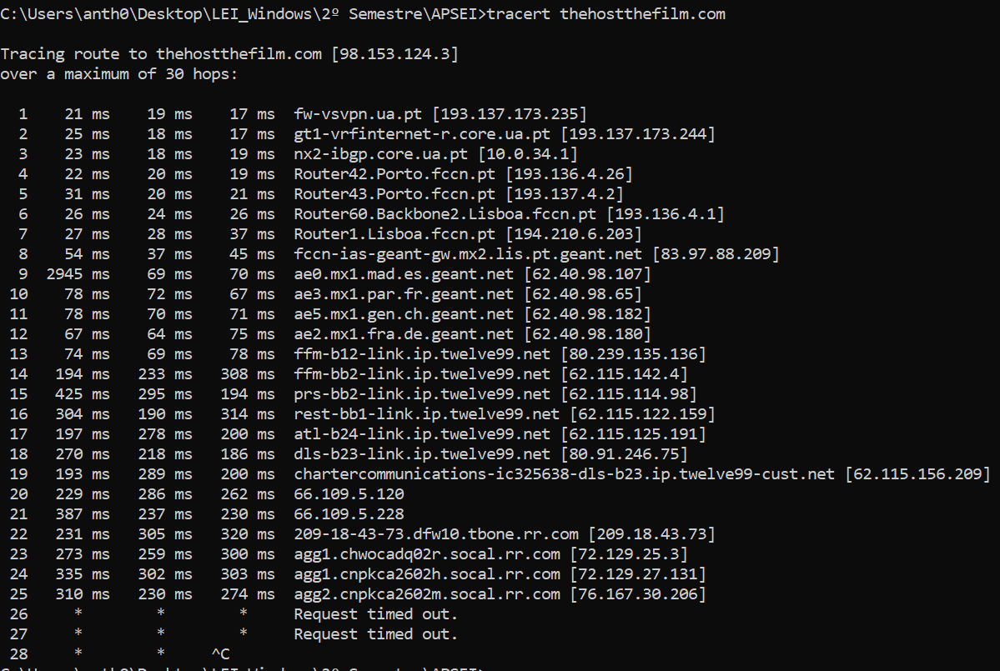 C:\Users\anth0\Desktop\LEI_Windows\2º Semestre\APSEI>tracert thehostthefilm.com
Tracing route to thehostthefilm.com [98.153.124.3]
over a maximum of 30 hops:
1 21 ms 19 ms 17 ms fw-vsvpn.ua.pt [193.137.173.235]
2 25 ms 18 ms 17 ms gt1-vrfinternet-r.core.ua.pt [193.137.173.244]
3 23 ms 18 ms 19 ms nx2-ibgp.core.ua.pt [10.0.34.1]
4 22 ms 20 ms 19 ms Router42.Porto.fccn.pt [193.136.4.26]
5 31 ms 20 ms 21 ms Router43.Porto.fccn.pt [193.137.4.2]
6 26 ms 24 ms 26 ms Router60.Backbone2.Lisboa.fccn.pt [193.136.4.1]
7 27 ms 28 ms 37 ms Router1.Lisboa.fccn.pt [194.210.6.203]
8 54 ms 37 ms 45 ms fccn-ias-geant-gw.mx2.lis.pt.geant.net [83.97.88.209]
9 2945 ms 69 ms 70 ms ae0.mx1.mad.es.geant.net [62.40.98.107]
10 78 ms 72 ms 67 ms ae3.mx1.par.fr.geant.net [62.40.98.65]
11 78 ms 70 ms 71 ms ae5.mx1.gen.ch.geant.net [62.40.98.182]
12 67 ms 64 ms 75 ms ae2.mx1.fra.de.geant.net [62.40.98.180]
13 74 ms 69 ms 78 ms ffm-b12-link.ip.twelve99.net [80.239.135.136]
14 194 ms 233 ms 308 ms ffm-bb2-link.ip.twelve99.net [62.115.142.4]
15 425 ms 295 ms 194 ms prs-bb2-link.ip.twelve99.net [62.115.114.98]
16 304 ms 190 ms 314 ms rest-bb1-link.ip.twelve99.net [62.115.122.159]
17 197 ms 278 ms 200 ms atl-b24-link.ip.twelve99.net [62.115.125.191]
18 270 ms 218 ms 186 ms dls-b23-link.ip.twelve99.net [80.91.246.75]
19 193 ms 289 ms 200 ms chartercommunications-ic325638-dls-b23.ip.twelve99-cust.net [62.115.156.209]
20 229 ms 286 ms 262 ms 66.109.5.120
21 387 ms 237 ms 230 ms 66.109.5.228
22 231 ms 305 ms 320 ms 209-18-43-73.dfw10.tbone.rr.com [209.18.43.73]
23 273 ms 259 ms 300 ms agg1.chwocadq02r.socal.rr.com [72.129.25.3]
24 335 ms 302 ms 303 ms agg1.cnpkca2602h.socal.rr.com [72.129.27.131]
25 310 ms 230 ms 274 ms agg2.cnpkca2602m.socal.rr.com [76.167.30.206]
26 * * * Request timed out.
27 * * * Request timed out.
28 * * ^C
C:\Users\anth0\Desktop\LEI_Windows\2º Semestre\APSEI>